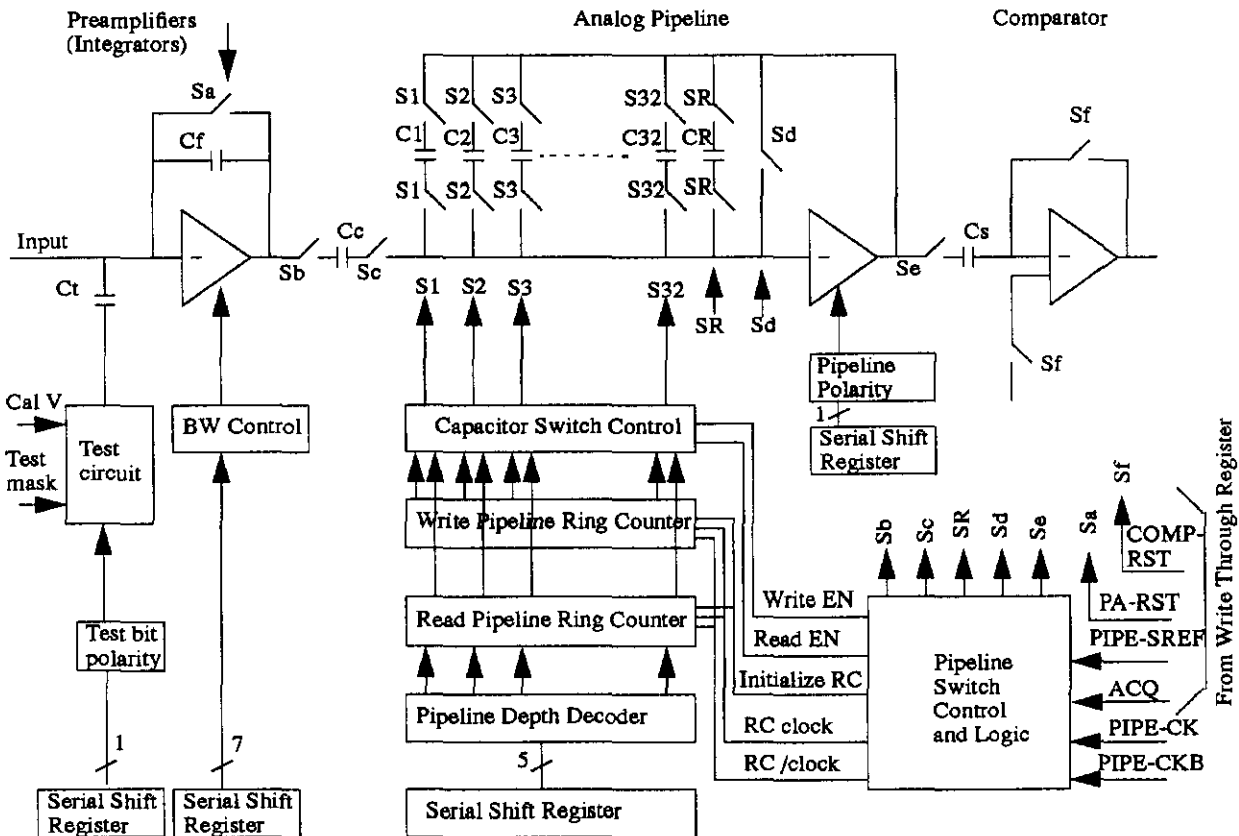 Preamplifiers
(Integrators)
Analog Pipeline
Comparator
Sa
Cf
S1
S2
S3
S32
SR
Sd
Sf
C1
C2
C3
C32
CR
S1
S2
S3
S32
SR
Input
Ct
Sb
Cc
Sc
Se
Cs
S1
S2
S3
S32
SR
Sd
Sf
Pipeline
Polarity
1
Serial Shift
Register
Cal V
Test
mask
Test
circuit
BW Control
Capacitor Switch Control
Write Pipeline Ring Counter
Read Pipeline Ring Counter
Pipeline Depth Decoder
5
Serial Shift Register
Test bit
polarity
1
7
Serial Shift
Register
Serial Shift
Register
Write EN
Read EN
Initialize RC
RC clock
RC /clock
Sb
Sc
SR
Sd
Se
Sa
Sf
Pipeline
Switch
Control
and Logic
COMP-
RST
PA-RST
PIPE-SREF
ACQ
PIPE-CK
PIPE-CKB
From Write Through Register